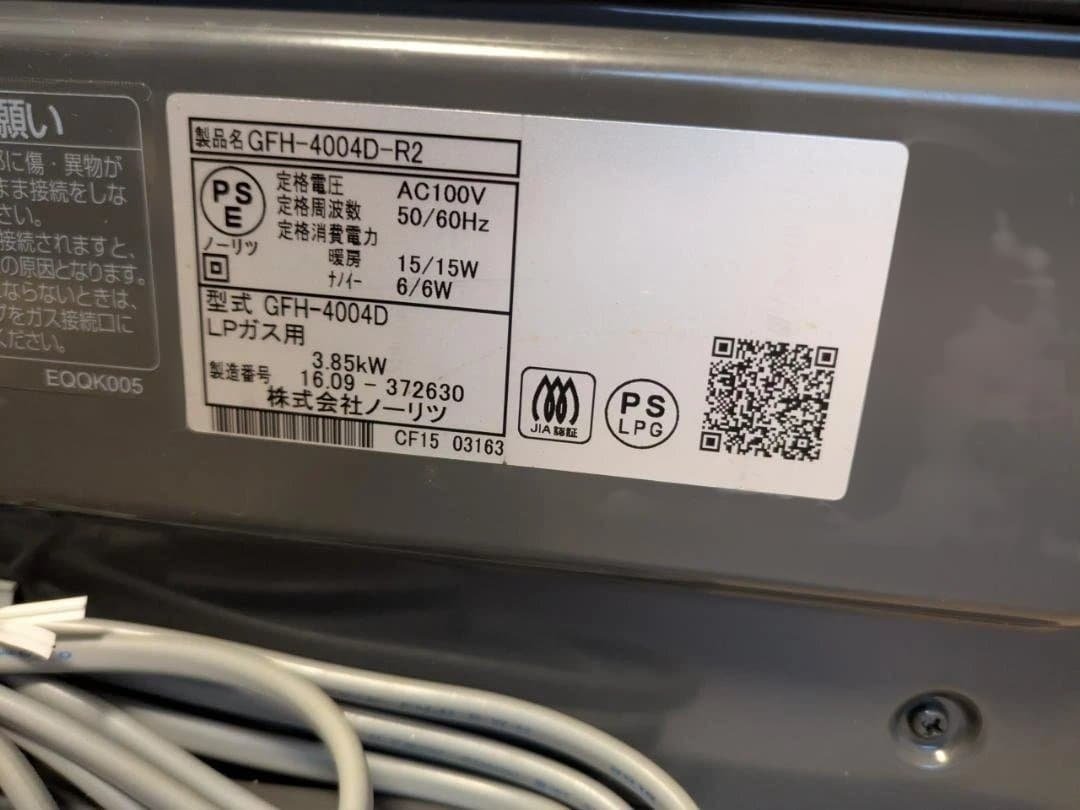 願い
に傷・異物が
まま接続をしな
さい。
接続されますと、
の原因となります。
ならないときは、
をガス接続口に
ください。
EQQK005
製品名 GFH-4004D-R2
PS
E
ノーリツ
定格電圧 AC100V
定格周波数 50/60Hz
定格消費電力
暖房 15/15W
ナノイー 6/6W
型式 GFH-4004D
LPガス用
3.85kW
製造番号 16.09 - 372630
株式会社ノーリツ
CF15 03163
JIA 認証
PS
LPG